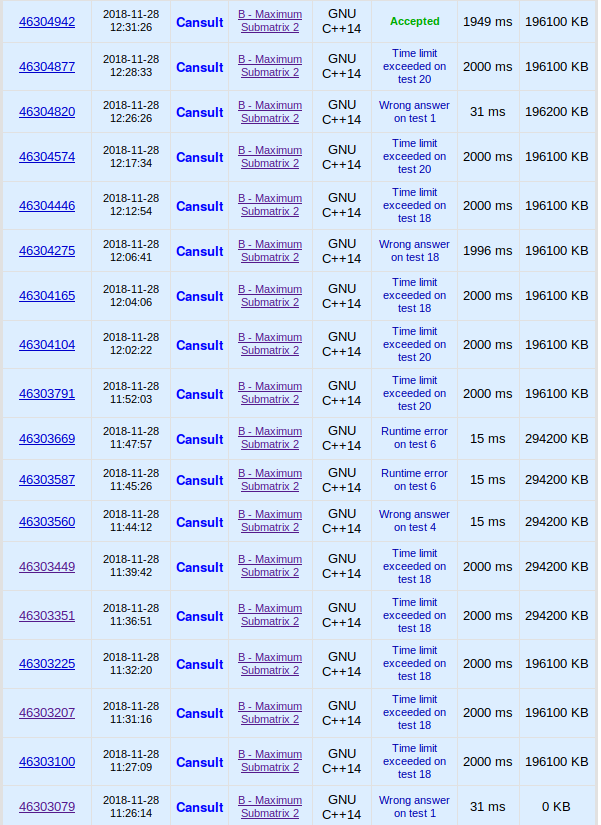 46304942 2018-11-28 12:31:26 Cansult B - Maximum Submatrix 2 GNU C++14 Accepted 1949 ms 196100 KB
46304877 2018-11-28 12:28:33 Cansult B - Maximum Submatrix 2 GNU C++14 Time limit exceeded on test 20 2000 ms 196100 KB
46304820 2018-11-28 12:26:26 Cansult B - Maximum Submatrix 2 GNU C++14 Wrong answer on test 1 31 ms 196200 KB
46304574 2018-11-28 12:17:34 Cansult B - Maximum Submatrix 2 GNU C++14 Time limit exceeded on test 20 2000 ms 196100 KB
46304446 2018-11-28 12:12:54 Cansult B - Maximum Submatrix 2 GNU C++14 Time limit exceeded on test 18 2000 ms 196100 KB
46304275 2018-11-28 12:06:41 Cansult B - Maximum Submatrix 2 GNU C++14 Wrong answer on test 18 1996 ms 196100 KB
46304165 2018-11-28 12:04:06 Cansult B - Maximum Submatrix 2 GNU C++14 Time limit exceeded on test 18 2000 ms 196100 KB
46304104 2018-11-28 12:02:22 Cansult B - Maximum Submatrix 2 GNU C++14 Time limit exceeded on test 20 2000 ms 196100 KB
46303791 2018-11-28 11:52:03 Cansult B - Maximum Submatrix 2 GNU C++14 Time limit exceeded on test 20 2000 ms 196100 KB
46303669 2018-11-28 11:47:57 Cansult B - Maximum Submatrix 2 GNU C++14 Runtime error on test 6 15 ms 294200 KB
46303587 2018-11-28 11:45:26 Cansult B - Maximum Submatrix 2 GNU C++14 Runtime error on test 6 15 ms 294200 KB
46303560 2018-11-28 11:44:12 Cansult B - Maximum Submatrix 2 GNU C++14 Wrong answer on test 4 15 ms 294200 KB
46303449 2018-11-28 11:39:42 Cansult B - Maximum Submatrix 2 GNU C++14 Time limit exceeded on test 18 2000 ms 294200 KB
46303351 2018-11-28 11:36:51 Cansult B - Maximum Submatrix 2 GNU C++14 Time limit exceeded on test 18 2000 ms 294200 KB
46303225 2018-11-28 11:32:20 Cansult B - Maximum Submatrix 2 GNU C++14 Time limit exceeded on test 18 2000 ms 196100 KB
46303207 2018-11-28 11:31:16 Cansult B - Maximum Submatrix 2 GNU C++14 Time limit exceeded on test 18 2000 ms 196100 KB
46303100 2018-11-28 11:27:09 Cansult B - Maximum Submatrix 2 GNU C++14 Time limit exceeded on test 18 2000 ms 196100 KB
46303079 2018-11-28 11:26:14 Cansult B - Maximum Submatrix 2 GNU C++14 Wrong answer on test 1 31 ms 0 KB